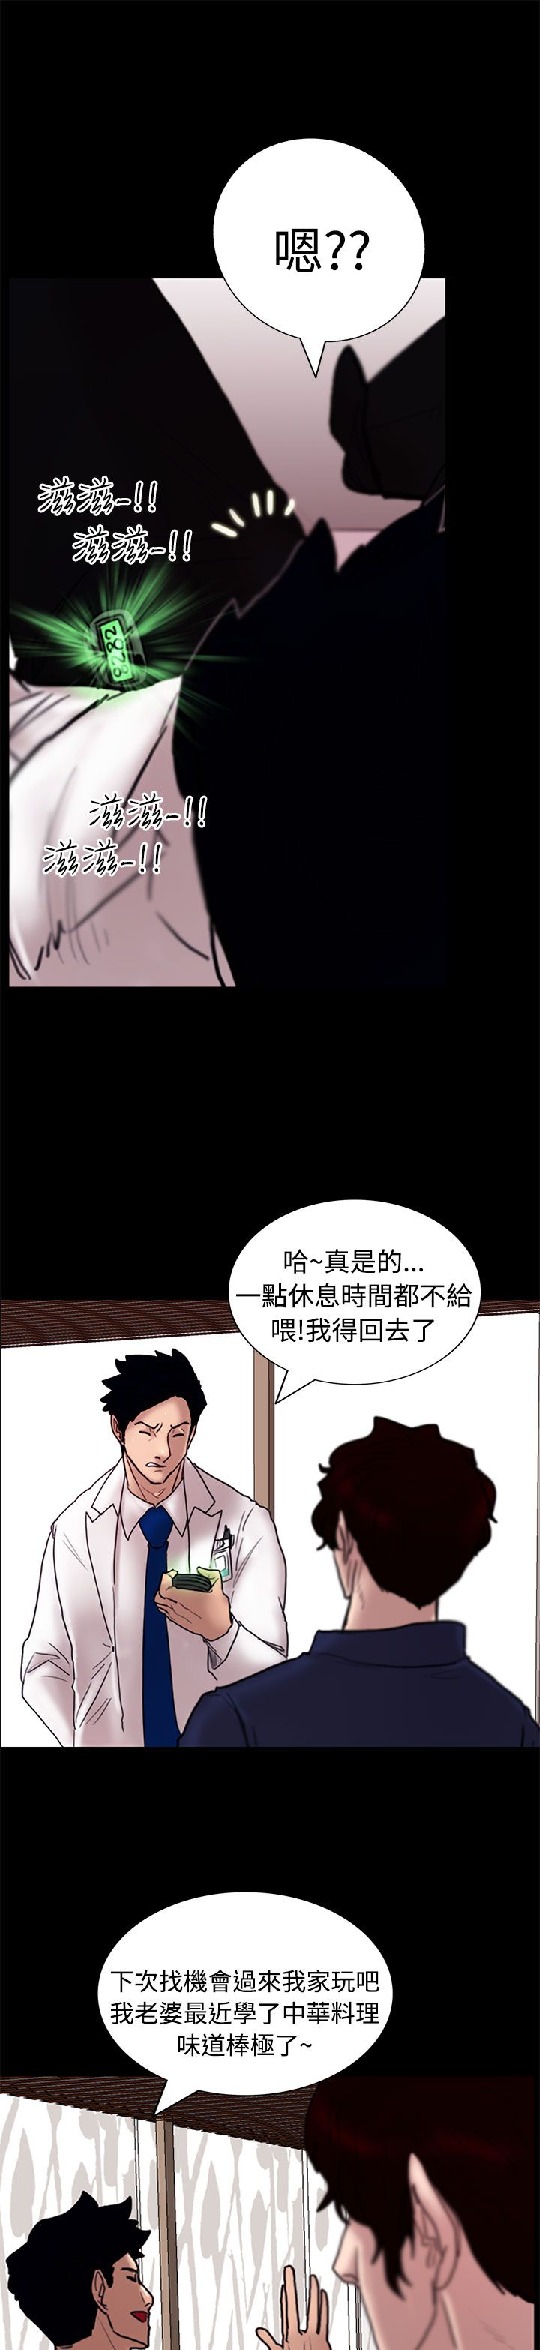 嗯??
滋滋-!!
滋滋-!!
8282
滋滋-!!
滋滋-!!
哈~真是的...
一點休息時間都不給
喂!我得回去了
下次找機會過來我家玩吧
我老婆最近學了中華料理
味道棒極了~